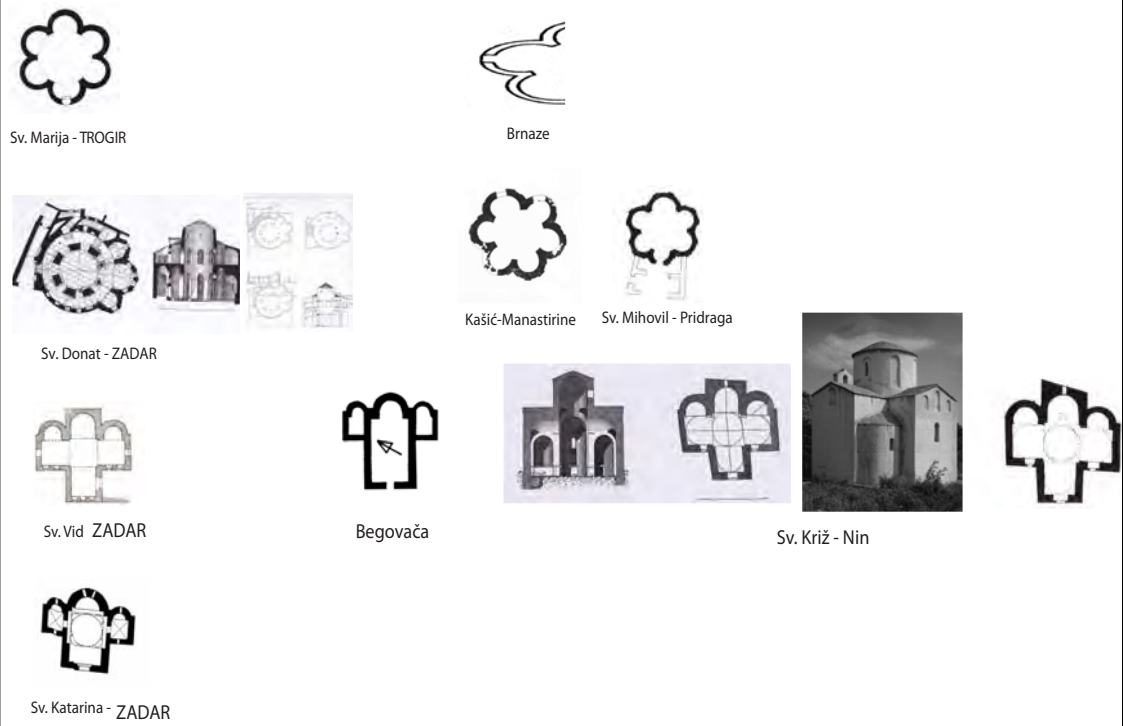 Sv. Marija - TROGIR
Brnaze
Kašić-Manastirine
Sv. Mihovil - Pridraga
Sv. Donat - ZADAR
Sv. Vid ZADAR
Begovača
Sv. Križ - Nin
Sv. Katarina - ZADAR